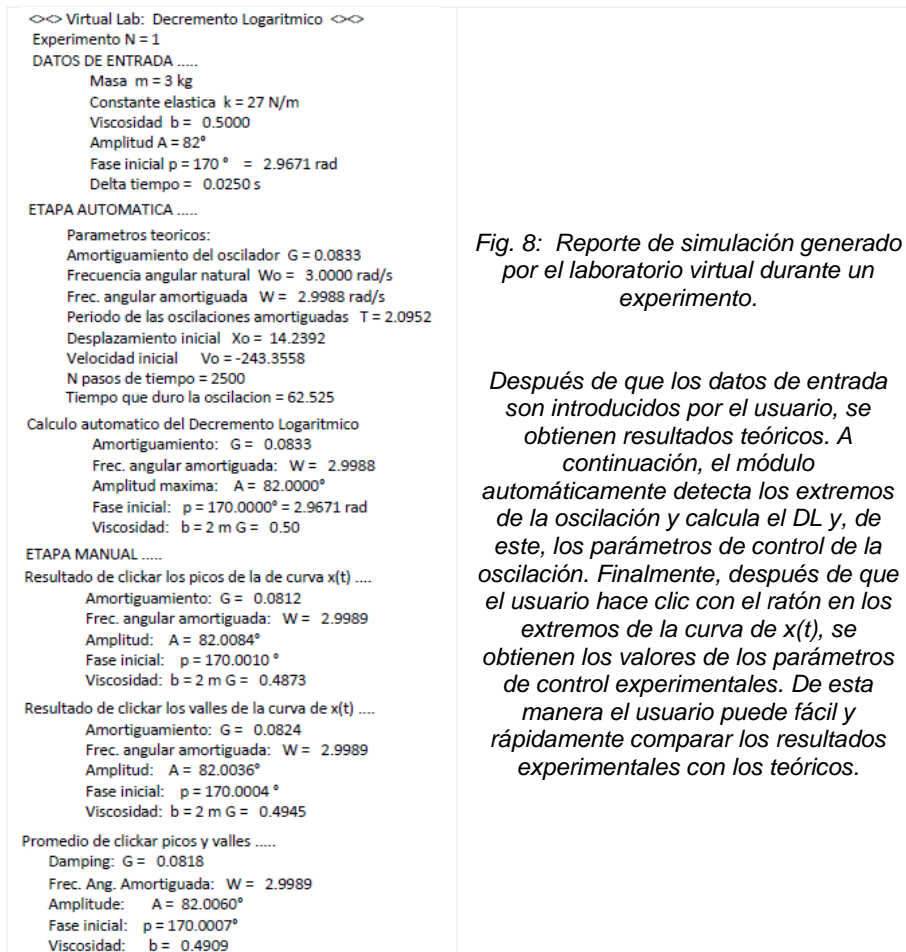 <><> Virtual Lab: Decremento Logaritmico <><>
Experimento N = 1
DATOS DE ENTRADA .....
Masa m = 3 kg
Constante elastica k = 27 N/m
Viscosidad b = 0.5000
Amplitud A = 82°
Fase inicial p = 170 ° = 2.9671 rad
Delta tiempo = 0.0250 s
ETAPA AUTOMATICA .....
Parametros teoricos:
Amortiguamiento del oscilador G = 0.0833
Frecuencia angular natural Wo = 3.0000 rad/s
Frec. angular amortiguada W = 2.9988 rad/s
Periodo de las oscilaciones amortiguadas T = 2.0952
Desplazamiento inicial Xo = 14.2392
Velocidad inicial Vo = -243.3558
N pasos de tiempo = 2500
Tiempo que duro la oscilacion = 62.525
Calculo automatico del Decremento Logaritmico
Amortiguamiento: G = 0.0833
Frec. angular amortiguada: W = 2.9988
Amplitud maxima: A = 82.0000°
Fase inicial: p = 170.0000° = 2.9671 rad
Viscosidad: b = 2 m G = 0.50
ETAPA MANUAL .....
Resultado de clickar los picos de la de curva x(t) ....
Amortiguamiento: G = 0.0812
Frec. angular amortiguada: W = 2.9989
Amplitud: A = 82.0084°
Fase inicial: p = 170.0010 °
Viscosidad: b = 2 m G = 0.4873
Resultado de clickar los valles de la curva de x(t) ....
Amortiguamiento: G = 0.0824
Frec. angular amortiguada: W = 2.9989
Amplitud: A = 82.0036°
Fase inicial: p = 170.0004 °
Viscosidad: b = 2 m G = 0.4945
Promedio de clickar picos y valles .....
Damping: G = 0.0818
Frec. Ang. Amortiguada: W = 2.9989
Amplitude: A = 82.0060°
Fase inicial: p = 170.0007°
Viscosidad: b = 0.4909
Fig. 8: Reporte de simulación generado
por el laboratorio virtual durante un
experimento.
Después de que los datos de entrada
son introducidos por el usuario, se
obtienen resultados teóricos. A
continuación, el módulo
automáticamente detecta los extremos
de la oscilación y calcula el DL y, de
este, los parámetros de control de la
oscilación. Finalmente, después de que
el usuario hace clic con el ratón en los
extremos de la curva de x(t), se
obtienen los valores de los parámetros
de control experimentales. De esta
manera el usuario puede fácil y
rápidamente comparar los resultados
experimentales con los teóricos.